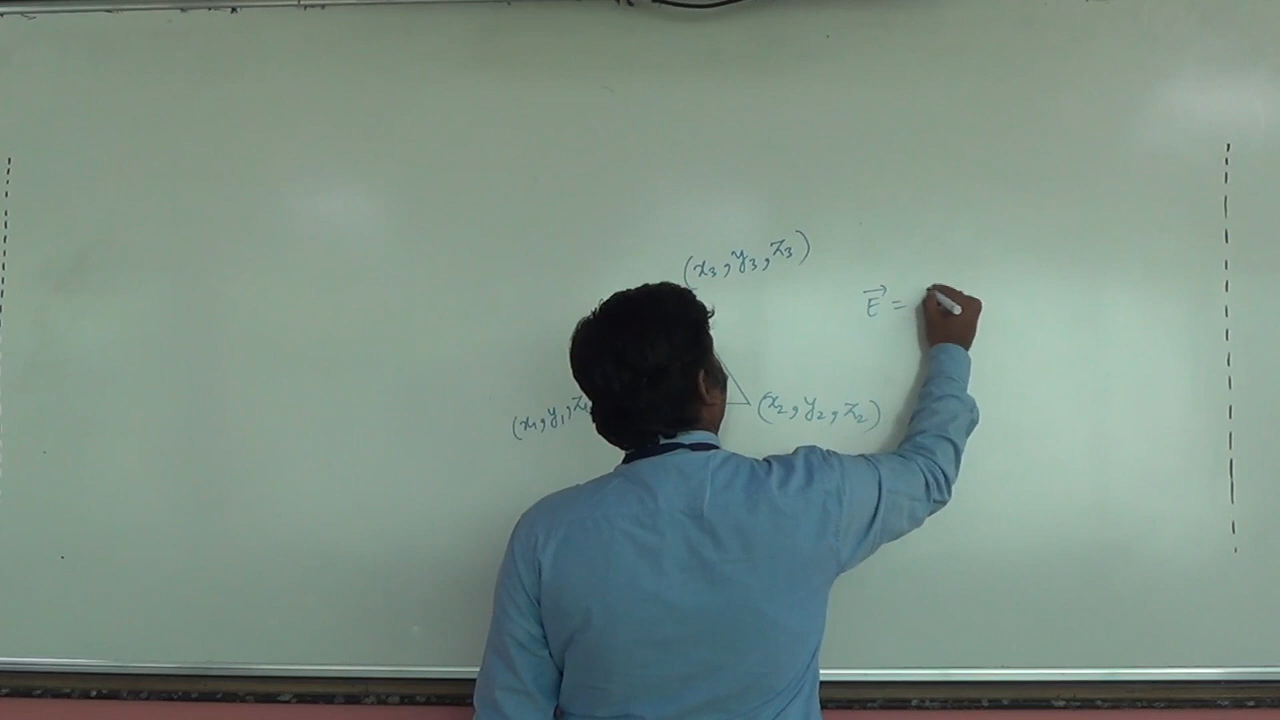 (x₃, y₃, z₃)
E⃗ =
(x₁, y₁, z₁
(x₂, y₂, z₂)